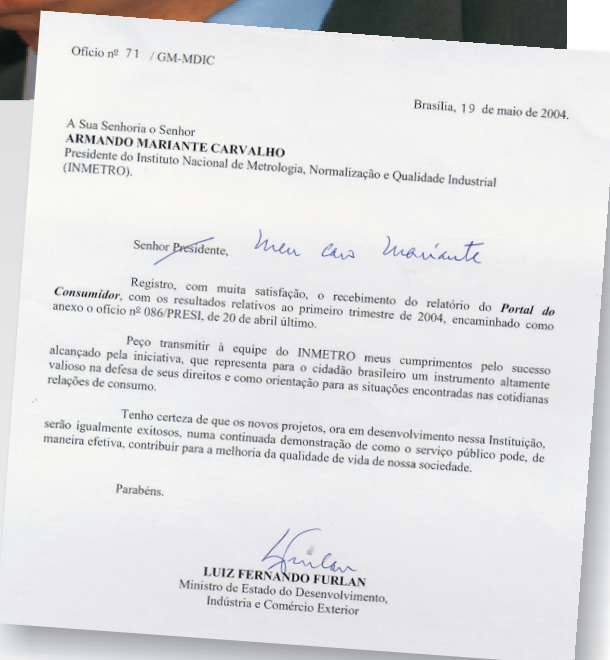 Ofício nº 71 / GM-MDIC
Brasília, 19 de maio de 2004.
A Sua Senhoria o Senhor
ARMANDO MARIANTE CARVALHO
Presidente do Instituto Nacional de Metrologia, Normalização e Qualidade Industrial
(INMETRO).
Senhor Presidente, Meu caro Mariante
Registro, com muita satisfação, o recebimento do relatório do Portal do
Consumidor, com os resultados relativos ao primeiro trimestre de 2004, encaminhado como
anexo o ofício nº 086/PRESI, de 20 de abril último.
Peço transmitir à equipe do INMETRO meus cumprimentos pelo sucesso
alcançado pela iniciativa, que representa para o cidadão brasileiro um instrumento altamente
valioso na defesa de seus direitos e como orientação para as situações encontradas nas cotidianas
relações de consumo.
Tenho certeza de que os novos projetos, ora em desenvolvimento nessa Instituição,
serão igualmente exitosos, numa continuada demonstração de como o serviço público pode, de
maneira efetiva, contribuir para a melhoria da qualidade de vida de nossa sociedade.
Parabéns.
LFurlan
LUIZ FERNANDO FURLAN
Ministro de Estado do Desenvolvimento,
Indústria e Comércio Exterior